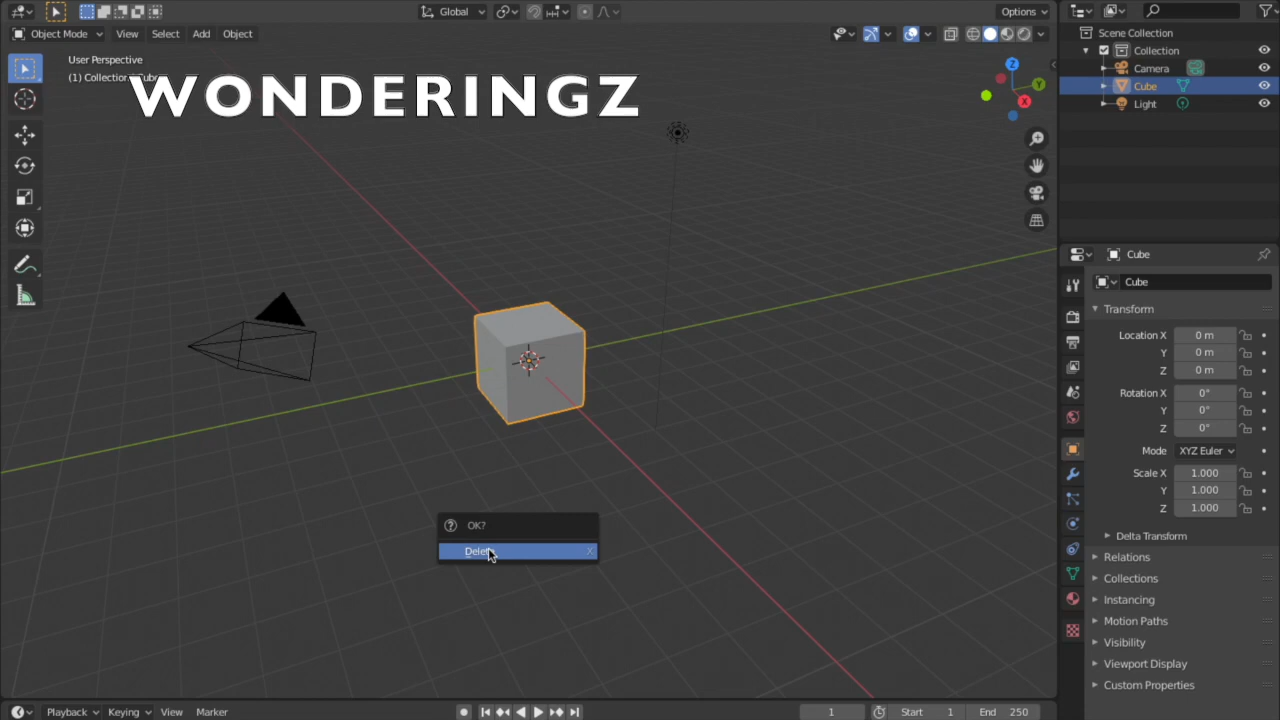 Global
Options
Object Mode View Select Add Object
User Perspective
(1) Collection
WONDERINGZ
Z
Y
X
OK?
Delete X
Scene Collection
Collection
Camera
Cube
Light
Cube
Cube
Transform
Location X 0 m
Y 0 m
Z 0 m
Rotation X 0°
Y 0°
Z 0°
Mode XYZ Euler
Scale X 1.000
Y 1.000
Z 1.000
Delta Transform
Relations
Collections
Instancing
Motion Paths
Visibility
Viewport Display
Custom Properties
Playback Keying View Marker
1 Start 1 End 250